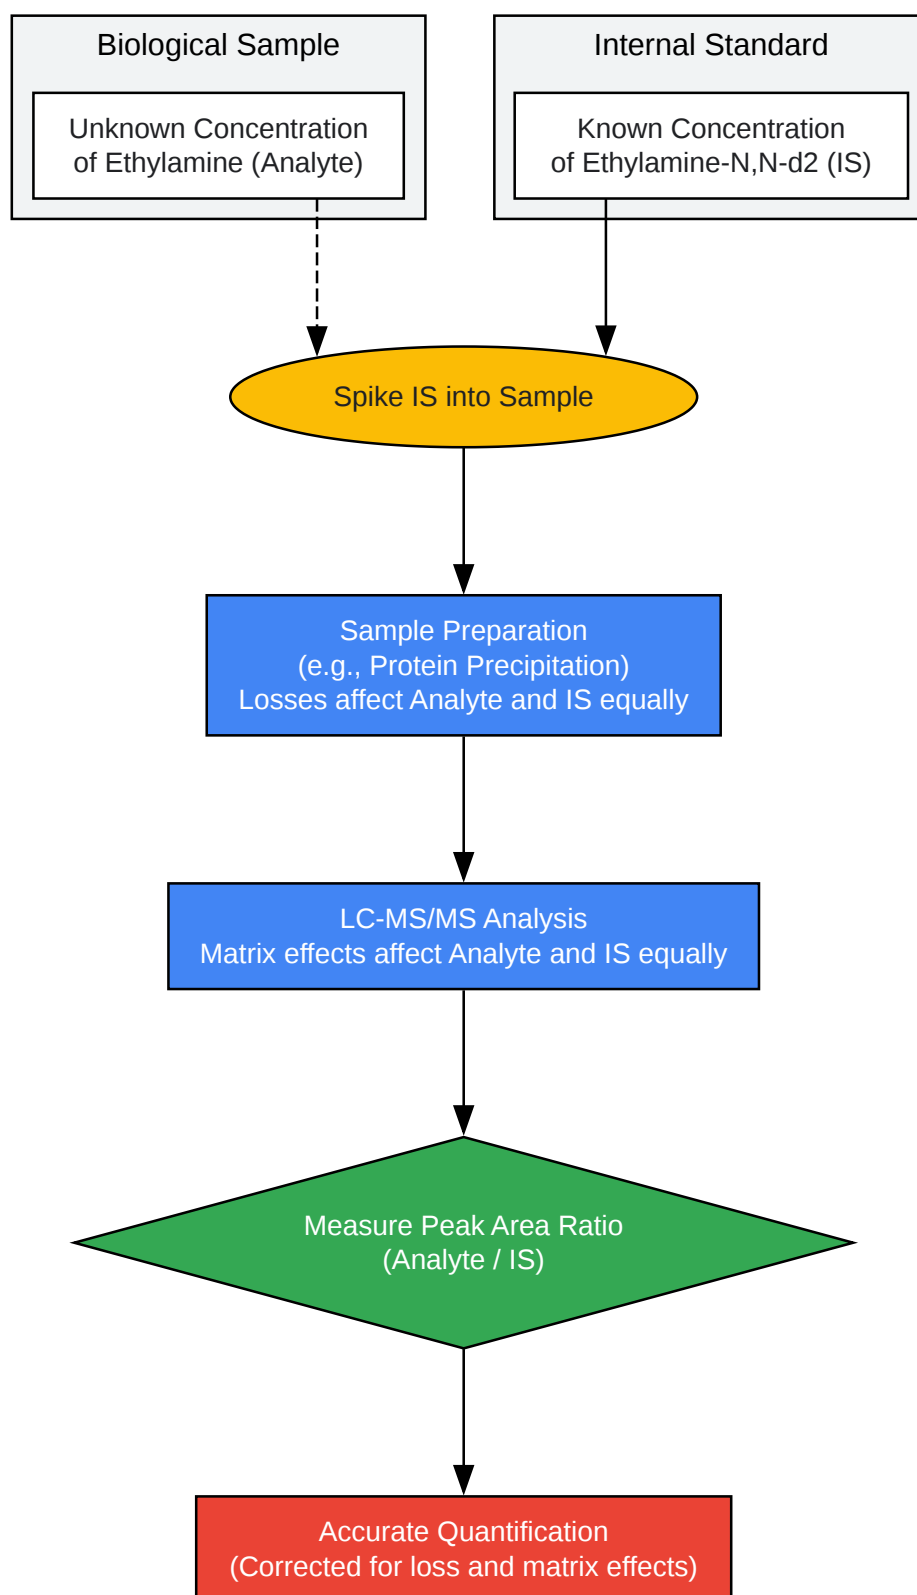 Biological Sample
Internal Standard
Unknown Concentration
of Ethylamine (Analyte)
Known Concentration
of Ethylamine-N,N-d2 (IS)
Spike IS into Sample
Sample Preparation
(e.g., Protein Precipitation)
Losses affect Analyte and IS equally
LC-MS/MS Analysis
Matrix effects affect Analyte and IS equally
Measure Peak Area Ratio
(Analyte / IS)
Accurate Quantification
(Corrected for loss and matrix effects)